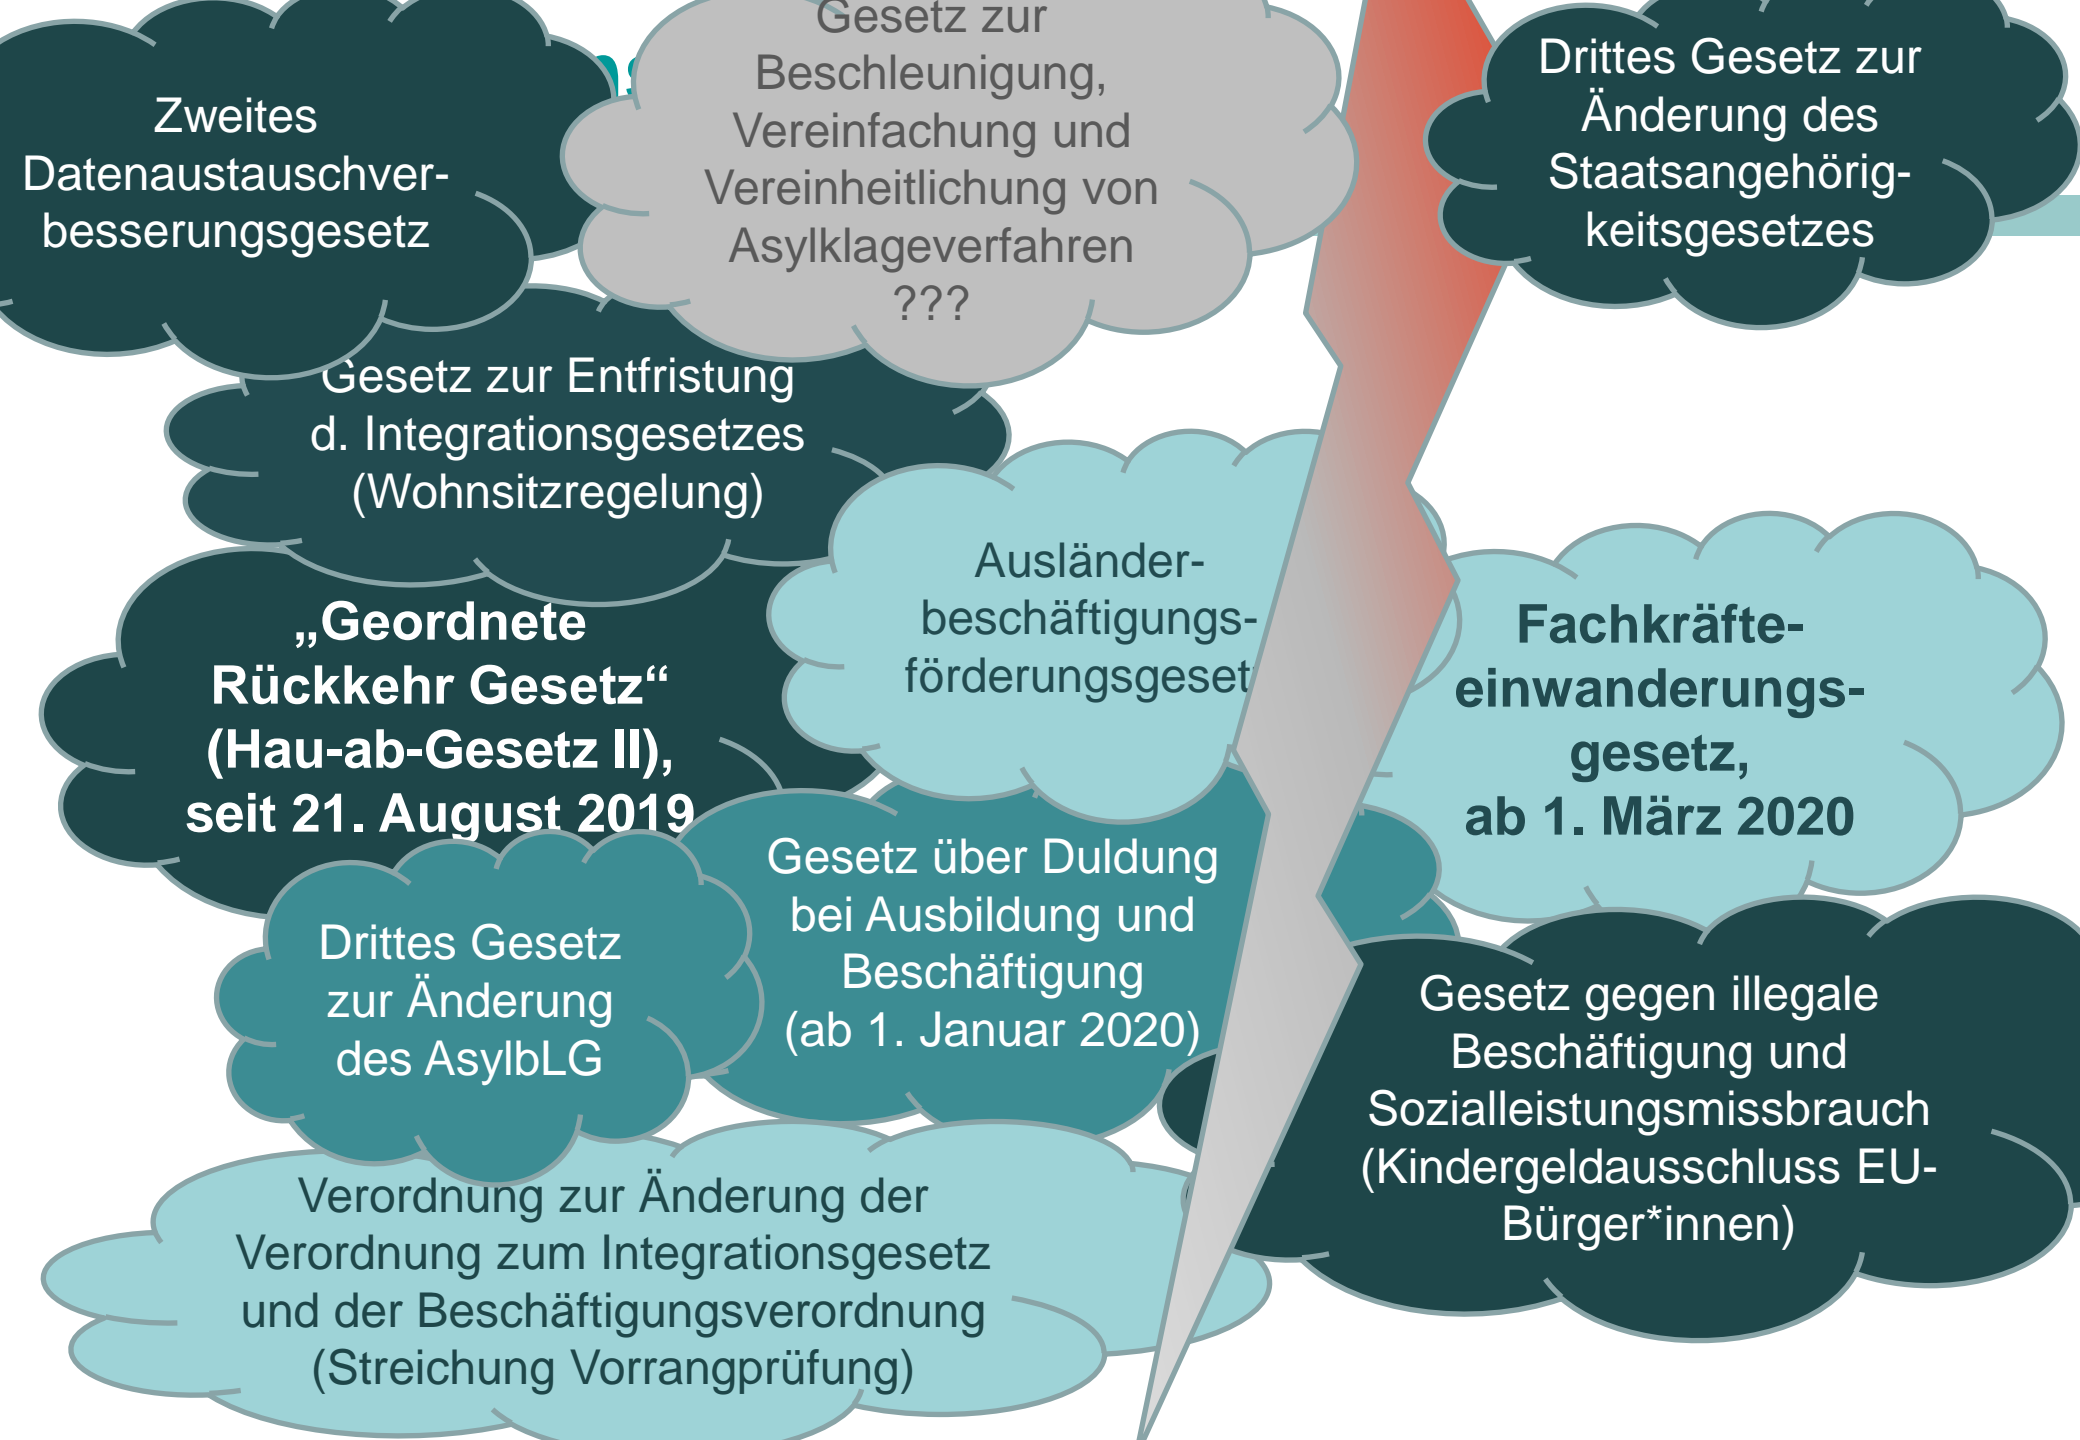 Zweites
Datenaustauschver-
besserungsgesetz
Gesetz zur
Beschleunigung,
Vereinfachung und
Vereinheitlichung von
Asylklageverfahren
???
Drittes Gesetz zur
Änderung des
Staatsangehörig-
keitsgesetzes
Gesetz zur Entfristung
d. Integrationsgesetzes
(Wohnsitzregelung)
Ausländer-
beschäftigungs-
förderungsgeset
„Geordnete
Rückkehr Gesetz“
(Hau-ab-Gesetz II),
seit 21. August 2019
Fachkräfte-
einwanderungs-
gesetz,
ab 1. März 2020
Gesetz über Duldung
bei Ausbildung und
Beschäftigung
(ab 1. Januar 2020)
Drittes Gesetz
zur Änderung
des AsylbLG
Gesetz gegen illegale
Beschäftigung und
Sozialleistungsmissbrauch
(Kindergeldausschluss EU-
Bürger*innen)
Verordnung zur Änderung der
Verordnung zum Integrationsgesetz
und der Beschäftigungsverordnung
(Streichung Vorrangprüfung)